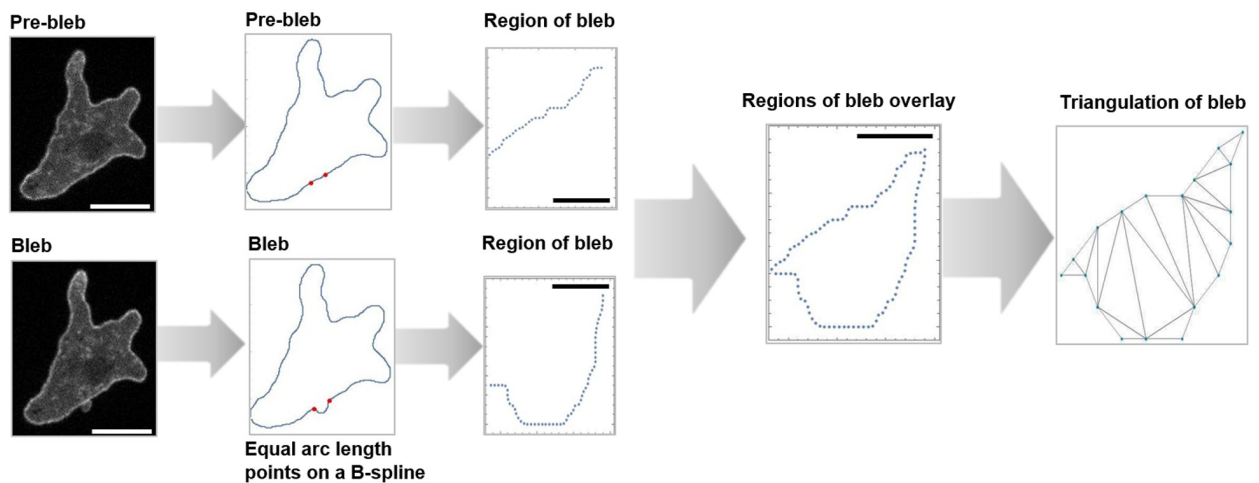 Pre-bleb
Pre-bleb
Region of bleb
Regions of bleb overlay
Triangulation of bleb
Bleb
Bleb
Region of bleb
Equal arc length
points on a B-spline